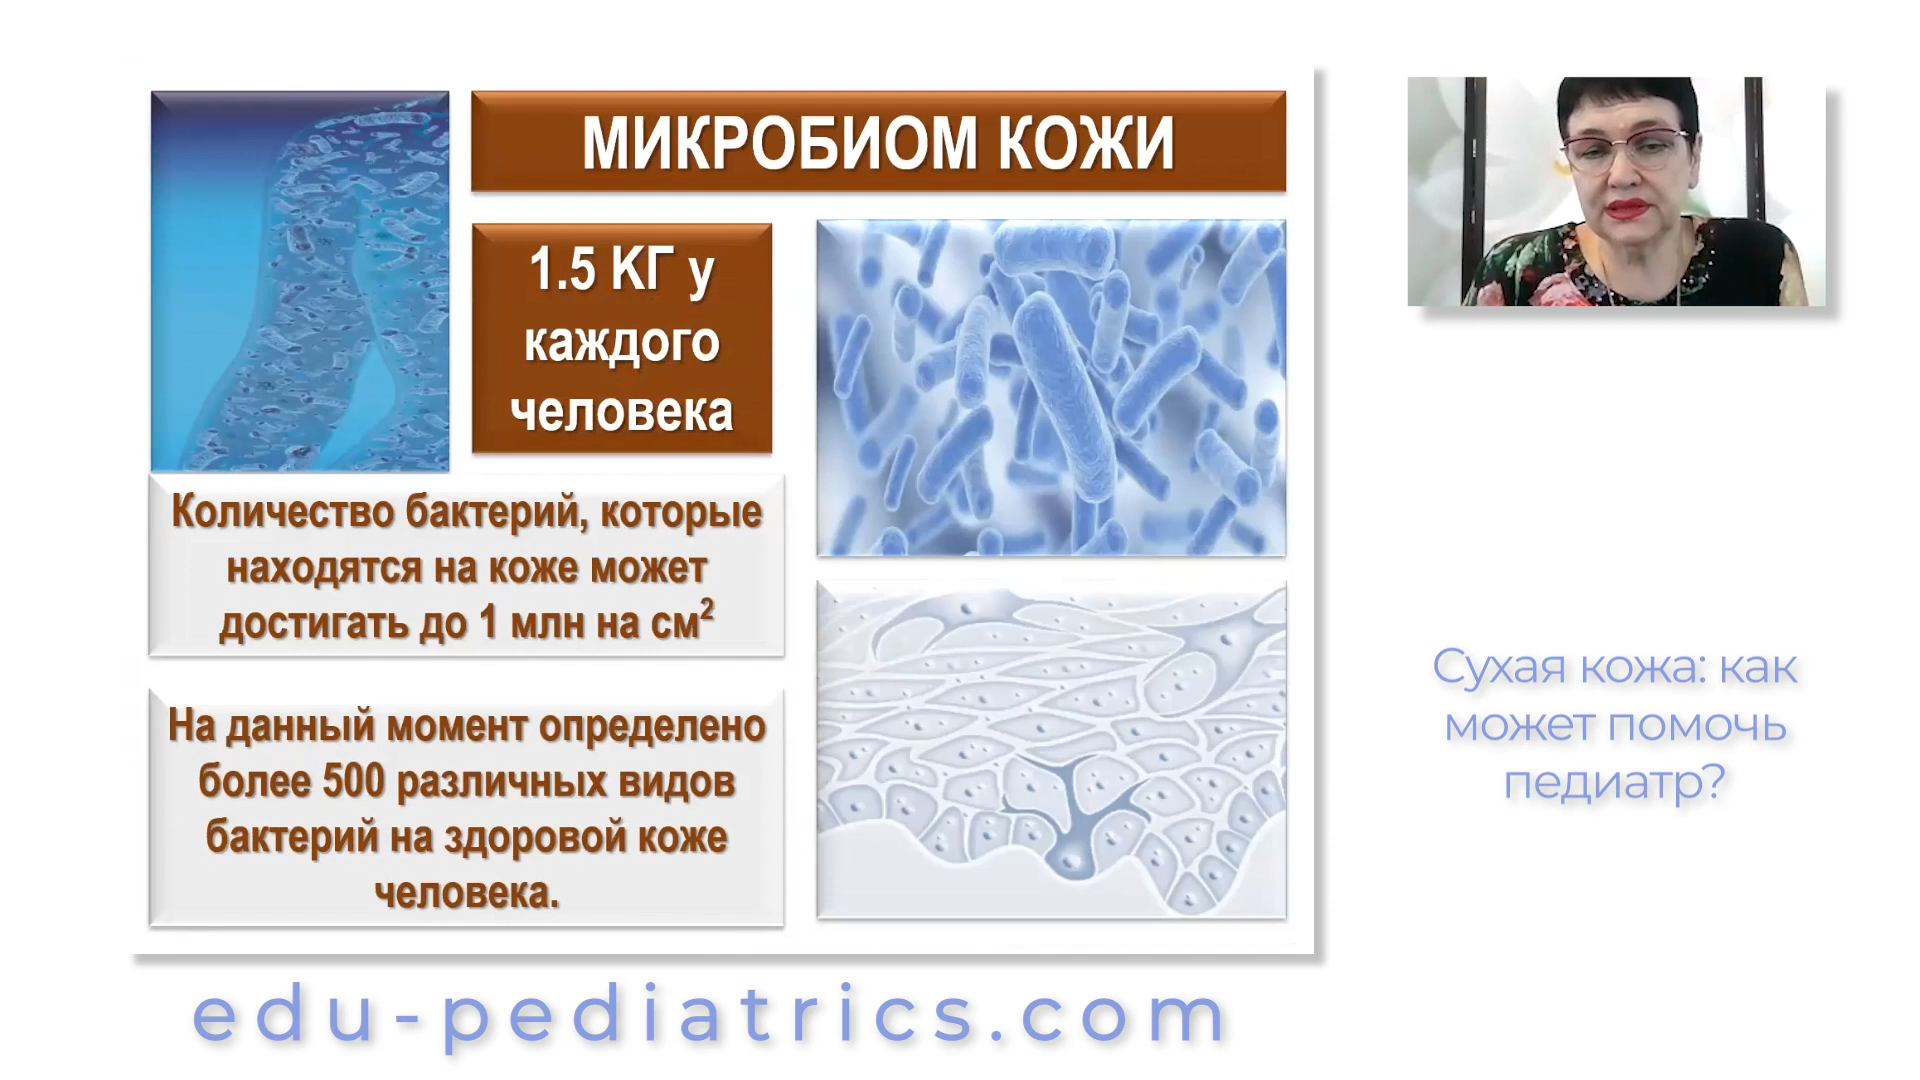 МИКРОБИОМ КОЖИ
1.5 КГ у
каждого
человека
Количество бактерий, которые
находятся на коже может
достигать до 1 млн на см²
На данный момент определено
более 500 различных видов
бактерий на здоровой коже
человека.
Сухая кожа: как
может помочь
педиатр?
edu-pediatrics.com